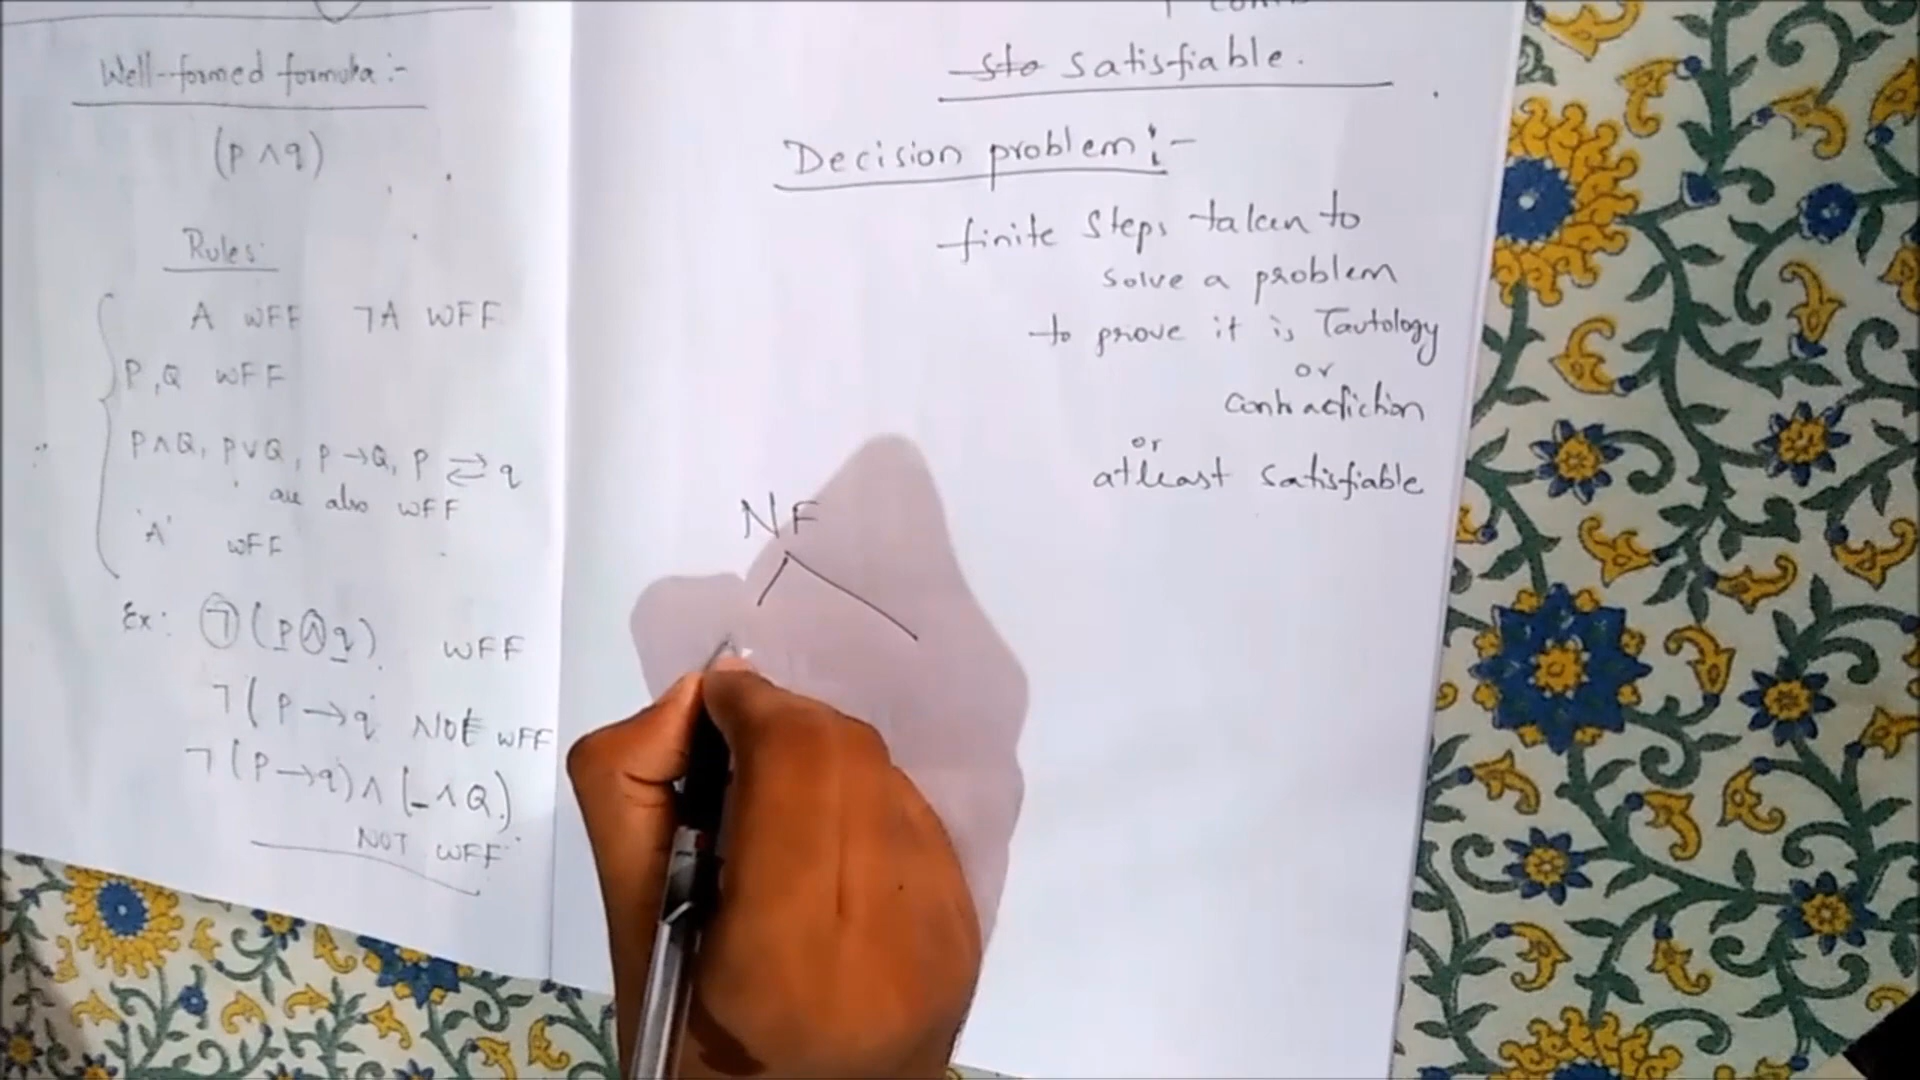 Well-formed formula:-
(P ∧ q)
Rules:
A WFF ¬A WFF
P, Q WFF
P∧Q, P∨Q, P→Q, P ⇄ q
are also WFF
'A' WFF
Ex: ¬(P∧q) WFF
¬(P→q NOT WFF
¬(P→q)∧(-∧Q)
NOT WFF
satisfiable.
Decision problem:-
finite steps taken to
solve a problem
to prove it is Tautology
or
contradiction
or
atleast satisfiable
NF